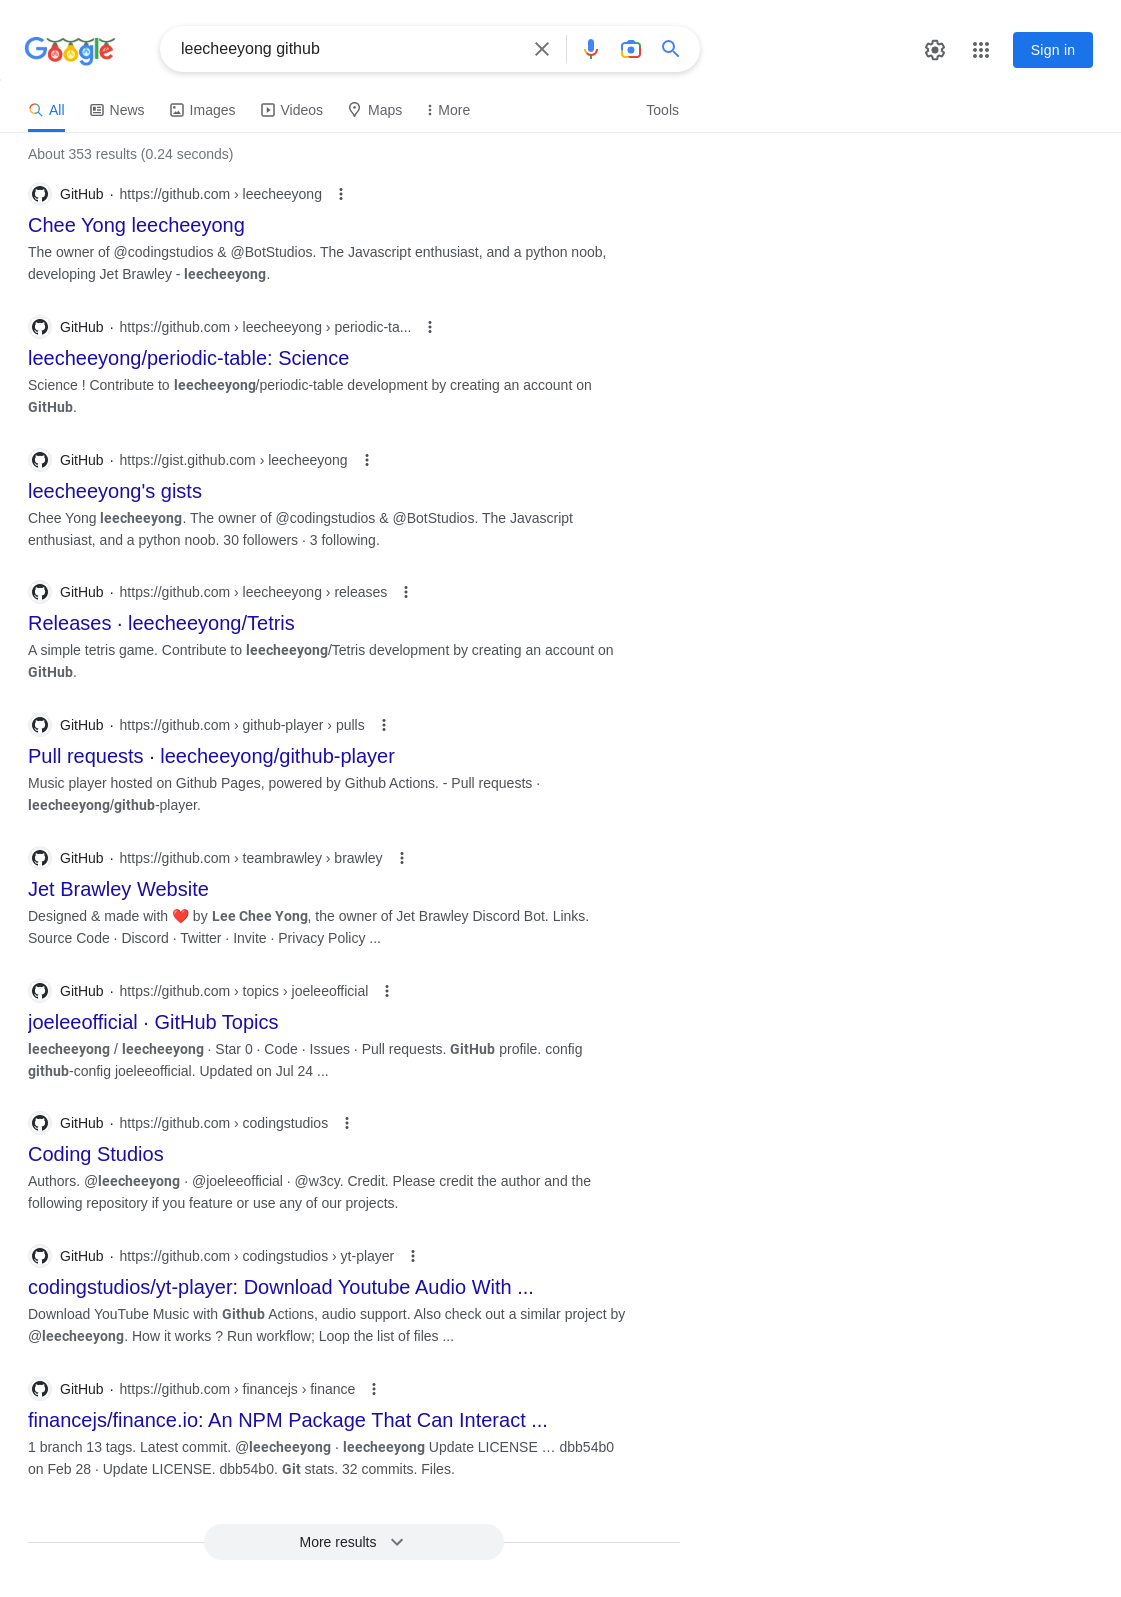 Google
leecheeyong github
Sign in
All News Images Videos Maps More Tools
About 353 results (0.24 seconds)
GitHub · https://github.com › leecheeyong
Chee Yong leecheeyong
The owner of @codingstudios & @BotStudios. The Javascript enthusiast, and a python noob,
developing Jet Brawley - leecheeyong.
GitHub · https://github.com › leecheeyong › periodic-ta...
leecheeyong/periodic-table: Science
Science ! Contribute to leecheeyong/periodic-table development by creating an account on
GitHub.
GitHub · https://gist.github.com › leecheeyong
leecheeyong's gists
Chee Yong leecheeyong. The owner of @codingstudios & @BotStudios. The Javascript
enthusiast, and a python noob. 30 followers · 3 following.
GitHub · https://github.com › leecheeyong › releases
Releases · leecheeyong/Tetris
A simple tetris game. Contribute to leecheeyong/Tetris development by creating an account on
GitHub.
GitHub · https://github.com › github-player › pulls
Pull requests · leecheeyong/github-player
Music player hosted on Github Pages, powered by Github Actions. - Pull requests ·
leecheeyong/github-player.
GitHub · https://github.com › teambrawley › brawley
Jet Brawley Website
Designed & made with ❤️ by Lee Chee Yong, the owner of Jet Brawley Discord Bot. Links.
Source Code · Discord · Twitter · Invite · Privacy Policy ...
GitHub · https://github.com › topics › joeleeofficial
joeleeofficial · GitHub Topics
leecheeyong / leecheeyong · Star 0 · Code · Issues · Pull requests. GitHub profile. config
github-config joeleeofficial. Updated on Jul 24 ...
GitHub · https://github.com › codingstudios
Coding Studios
Authors. @leecheeyong · @joeleeofficial · @w3cy. Credit. Please credit the author and the
following repository if you feature or use any of our projects.
GitHub · https://github.com › codingstudios › yt-player
codingstudios/yt-player: Download Youtube Audio With ...
Download YouTube Music with Github Actions, audio support. Also check out a similar project by
@leecheeyong. How it works ? Run workflow; Loop the list of files ...
GitHub · https://github.com › financejs › finance
financejs/finance.io: An NPM Package That Can Interact ...
1 branch 13 tags. Latest commit. @leecheeyong · leecheeyong Update LICENSE … dbb54b0
on Feb 28 · Update LICENSE. dbb54b0. Git stats. 32 commits. Files.
More results